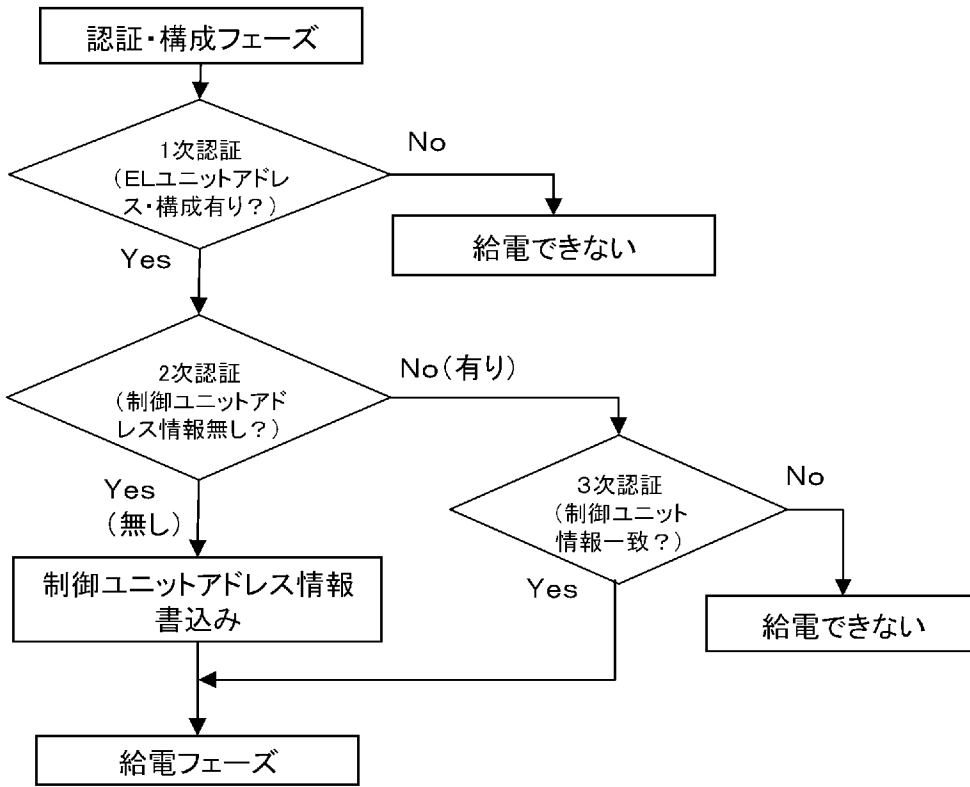 認証・構成フェーズ
1次認証
(ELユニットアドレ
ス・構成有り?)
No
給電できない
Yes
2次認証
(制御ユニットアド
レス情報無し?)
No(有り)
3次認証
(制御ユニット
情報一致?)
No
Yes
(無し)
制御ユニットアドレス情報
書込み
Yes
給電できない
給電フェーズ